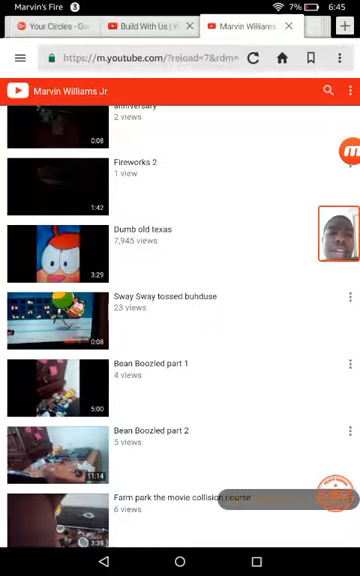 Marvin's Fire 3 7% 6:45
Your Circles - Go
Build With Us | Yo
Marvin Williams
https://m.youtube.com/?reload=7&rdm=
Marvin Williams Jr
anniversary
2 views
0:08
Fireworks 2
1 view
1:42
Dumb old texas
7,945 views
3:29
Sway Sway tossed buhduse
23 views
0:08
Bean Boozled part 1
4 views
5:00
Bean Boozled part 2
5 views
11:14
Farm park the movie collision course
6 views
3:39